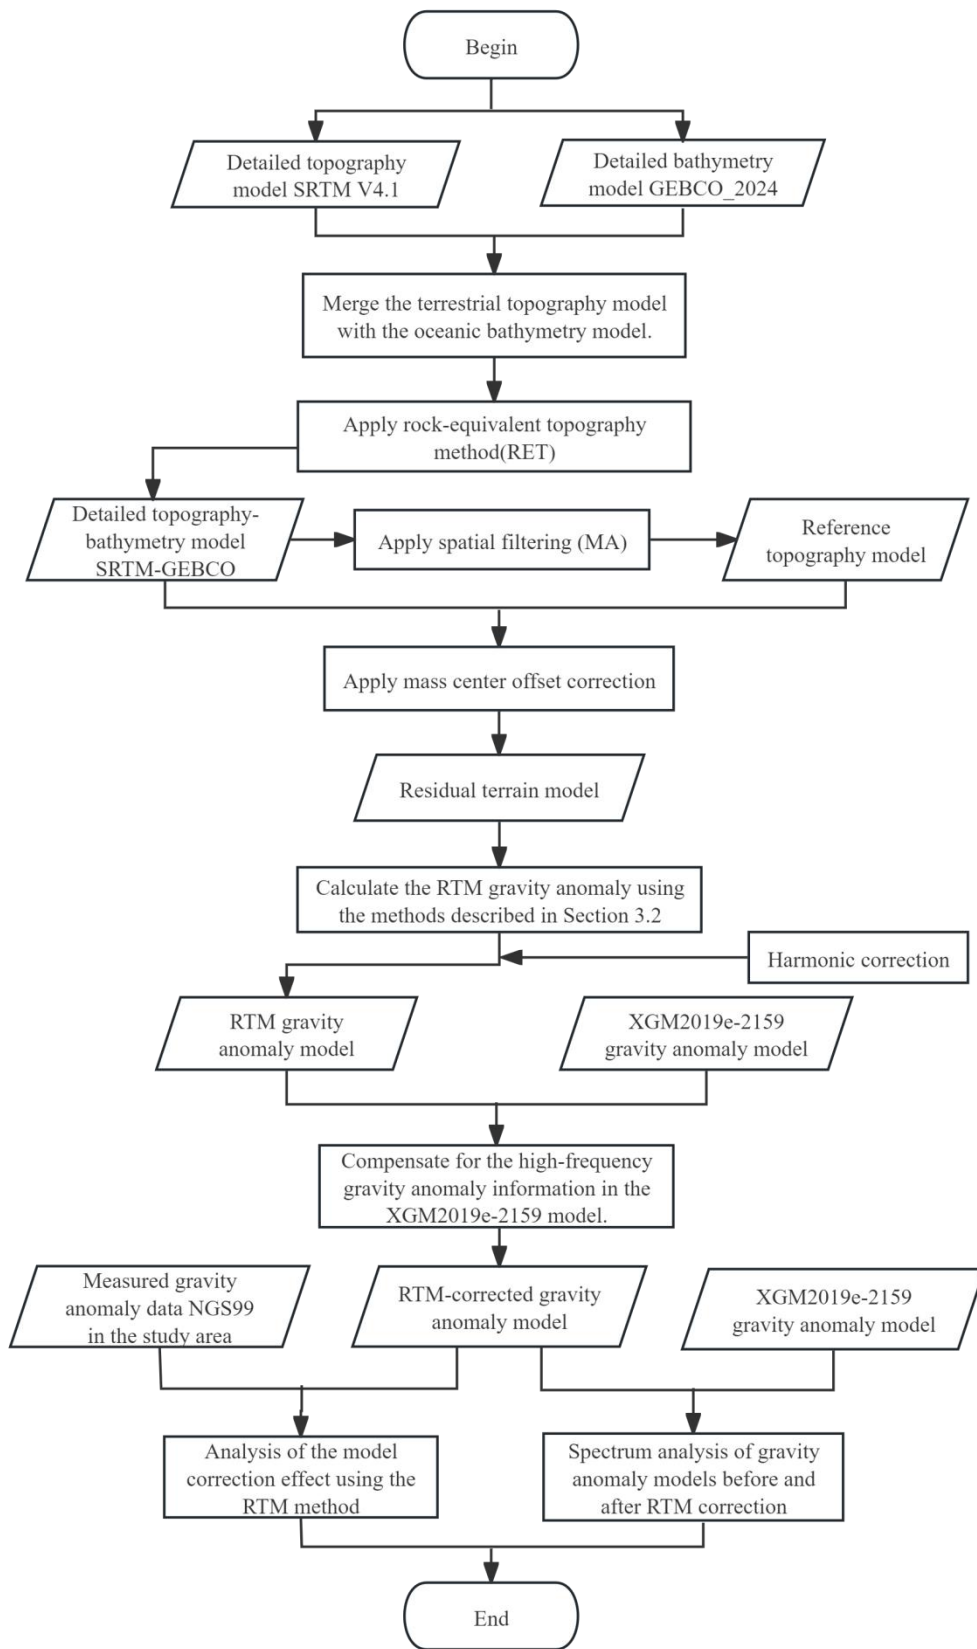 Begin
Detailed topography
model SRTM V4.1
Detailed bathymetry
model GEBCO_2024
Merge the terrestrial topography model
with the oceanic bathymetry model.
Apply rock-equivalent topography
method(RET)
Detailed topography-
bathymetry model
SRTM-GEBCO
Apply spatial filtering (MA)
Reference
topography model
Apply mass center offset correction
Residual terrain model
Calculate the RTM gravity anomaly using
the methods described in Section 3.2
Harmonic correction
RTM gravity
anomaly model
XGM2019e-2159
gravity anomaly model
Compensate for the high-frequency
gravity anomaly information in the
XGM2019e-2159 model.
Measured gravity
anomaly data NGS99
in the study area
RTM-corrected gravity
anomaly model
XGM2019e-2159
gravity anomaly model
Analysis of the model
correction effect using the
RTM method
Spectrum analysis of gravity
anomaly models before and
after RTM correction
End